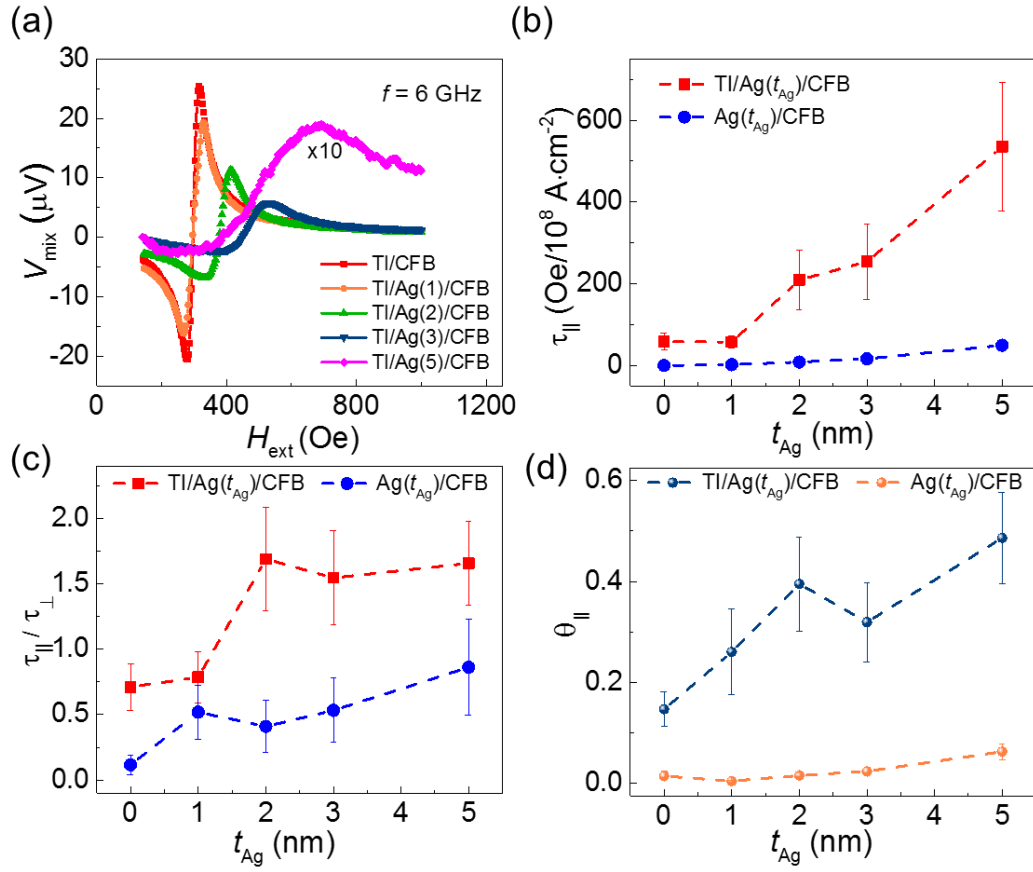 (a)
30
20
10
0
-10
-20
V_mix (μV)
f = 6 GHz
x10
TI/CFB
TI/Ag(1)/CFB
TI/Ag(2)/CFB
TI/Ag(3)/CFB
TI/Ag(5)/CFB
0 400 800 1200
H_ext (Oe)
(b)
600
400
200
0
τ_∥ (Oe/10^8 A·cm^-2)
TI/Ag(t_Ag)/CFB
Ag(t_Ag)/CFB
0 1 2 3 4 5
t_Ag (nm)
(c)
2.0
1.5
1.0
0.5
0.0
τ_∥ / τ_⊥
TI/Ag(t_Ag)/CFB Ag(t_Ag)/CFB
0 1 2 3 4 5
t_Ag (nm)
(d)
0.6
0.4
0.2
0.0
θ_∥
TI/Ag(t_Ag)/CFB Ag(t_Ag)/CFB
0 1 2 3 4 5
t_Ag (nm)